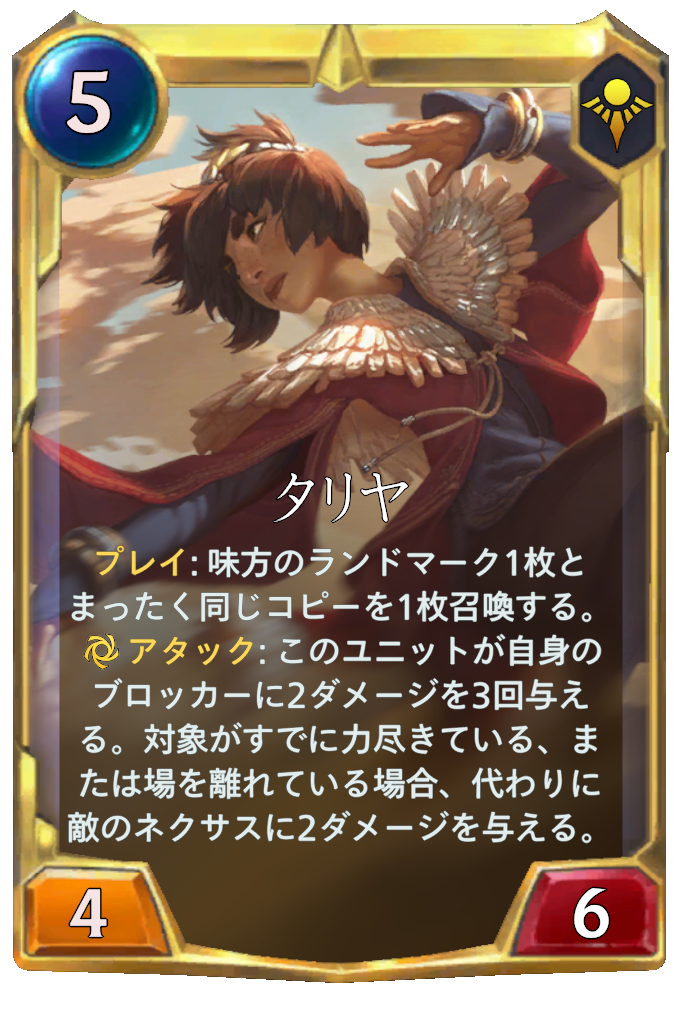 5
タリヤ
プレイ: 味方のランドマーク1枚と
まったく同じコピーを1枚召喚する。
アタック: このユニットが自身の
ブロッカーに2ダメージを3回与え
る。対象がすでに力尽きている、ま
たは場を離れている場合、代わりに
敵のネクサスに2ダメージを与える。
4
6